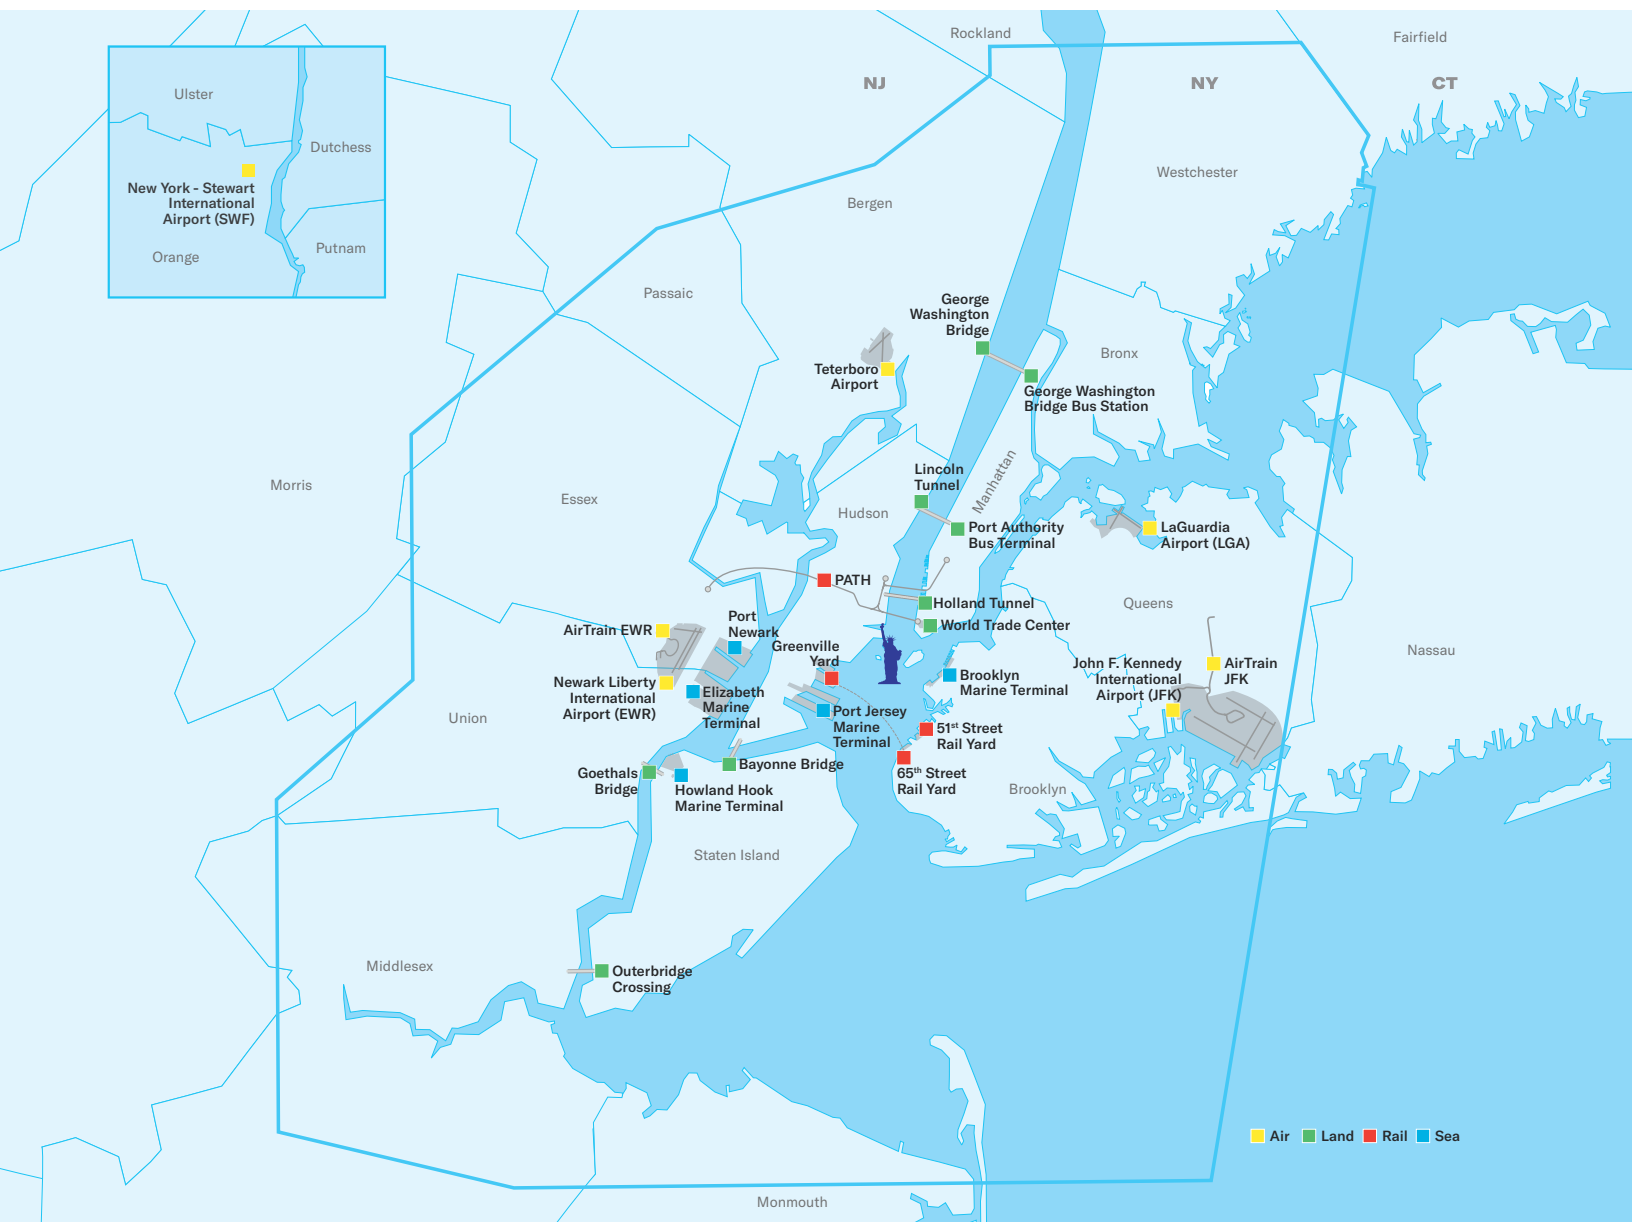 Rockland
Fairfield
NJ
NY
CT
Ulster
Dutchess
New York - Stewart
International
Airport (SWF)
Orange
Putnam
Westchester
Bergen
Passaic
George
Washington
Bridge
Bronx
Teterboro
Airport
George Washington
Bridge Bus Station
Morris
Essex
Lincoln
Tunnel
Manhattan
Hudson
Port Authority
Bus Terminal
LaGuardia
Airport (LGA)
PATH
Holland Tunnel
Queens
World Trade Center
Port
Newark
AirTrain EWR
Greenville
Yard
Nassau
Newark Liberty
International
Airport (EWR)
Elizabeth
Marine
Terminal
Brooklyn
Marine Terminal
John F. Kennedy
International
Airport (JFK)
AirTrain
JFK
Union
Port Jersey
Marine
Terminal
51st Street
Rail Yard
Bayonne Bridge
Goethals
Bridge
Howland Hook
Marine Terminal
65th Street
Rail Yard
Brooklyn
Staten Island
Middlesex
Outerbridge
Crossing
Air
Land
Rail
Sea
Monmouth